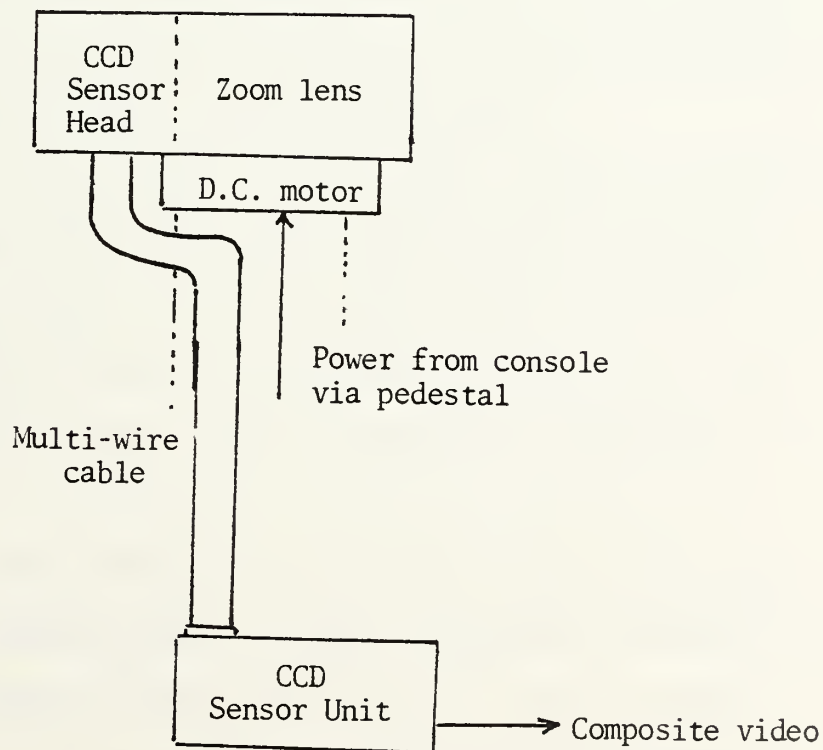 CCD
Sensor
Head
Zoom lens
D.C. motor
Power from console
via pedestal
Multi-wire
cable
CCD
Sensor Unit
Composite video